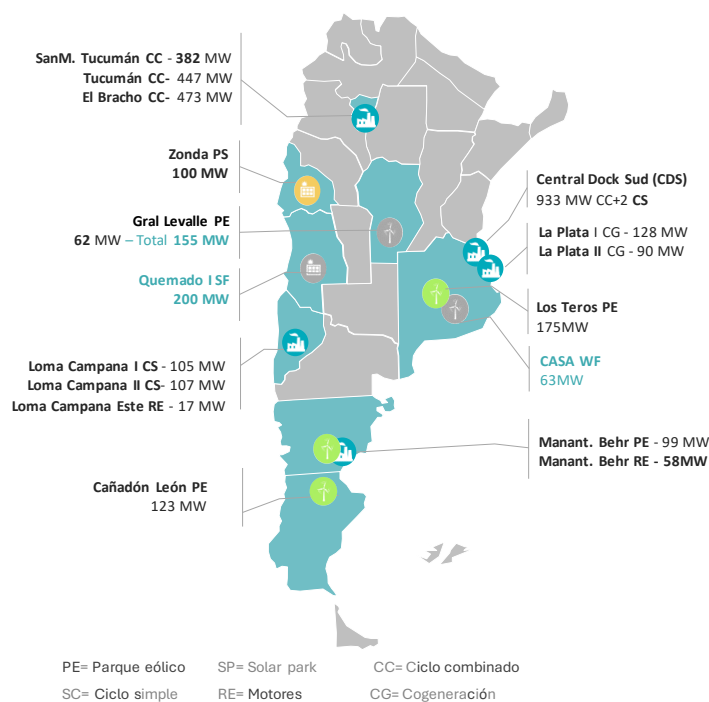 SanM. Tucumán CC - 382 MW
Tucumán CC- 447 MW
El Bracho CC- 473 MW
Zonda PS
100 MW
Gral Levalle PE
62 MW – Total 155 MW
Quemado I SF
200 MW
Loma Campana I CS - 105 MW
Loma Campana II CS- 107 MW
Loma Campana Este RE - 17 MW
Cañadón León PE
123 MW
Central Dock Sud (CDS)
933 MW CC+2 CS
La Plata I CG - 128 MW
La Plata II CG - 90 MW
Los Teros PE
175MW
CASA WF
63MW
Manant. Behr PE - 99 MW
Manant. Behr RE - 58MW
PE= Parque eólico SP= Solar park CC= Ciclo combinado
SC= Ciclo simple RE= Motores CG= Cogeneración